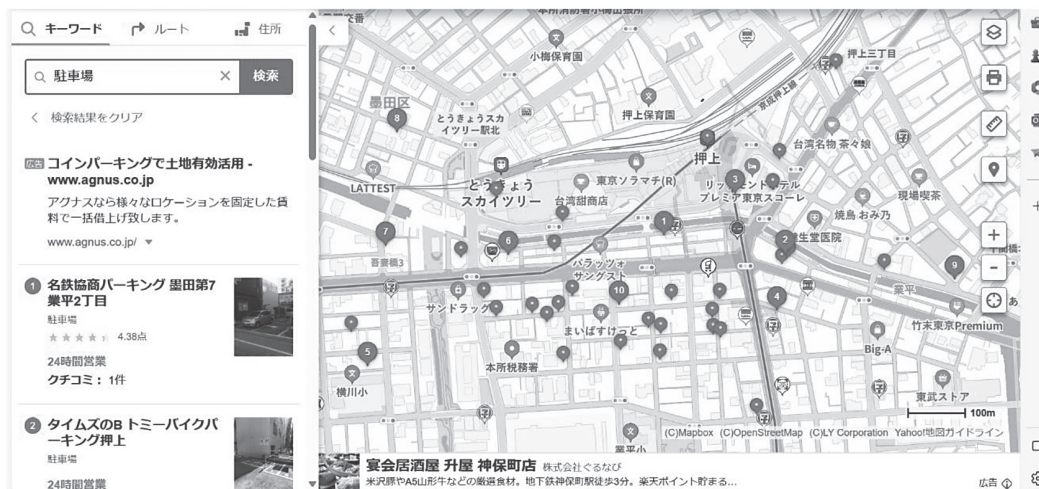 キーワード
ルート
住所
駐車場
検索
検索結果をクリア
広告 コインパーキングで土地有効活用 -
www.agnus.co.jp
アグナスなら様々なロケーションを固定した賃
料で一括借上げ致します。
www.agnus.co.jp/
1 名鉄協商パーキング 墨田第7
業平2丁目
駐車場
4.38点
24時間営業
クチコミ： 1件
2 タイムズのB トミーバイクパ
ーキング押上
駐車場
24時間営業
小梅保育園
押上三丁目
京成押上線
墨田区
8
とうきょうスカ
イツリー駅北
押上保育園
押上
台湾名物 茶々娘
LATTEST
とうきょう
スカイツリー
東京ソラマチ(R)
台湾甜商店
3
プレミア東京スコーレ
現場喫茶
焼鳥 おみ乃
1
7
6
2
生堂医院
吾妻橋3
パラッツォ
サングスト
9
業平
サンドラッグ
10
4
まいばすけっと
竹末東京Premium
Big-A
5
横川小
本所税務署
東武ストア
100m
業平小
(C)Mapbox (C)OpenStreetMap (C)LY Corporation Yahoo!地図ガイドライン
宴会居酒屋 升屋 神保町店 株式会社ぐるなび
米沢豚やA5山形牛などの厳選食材。地下鉄神保町駅徒歩3分。楽天ポイント貯まる...
広告